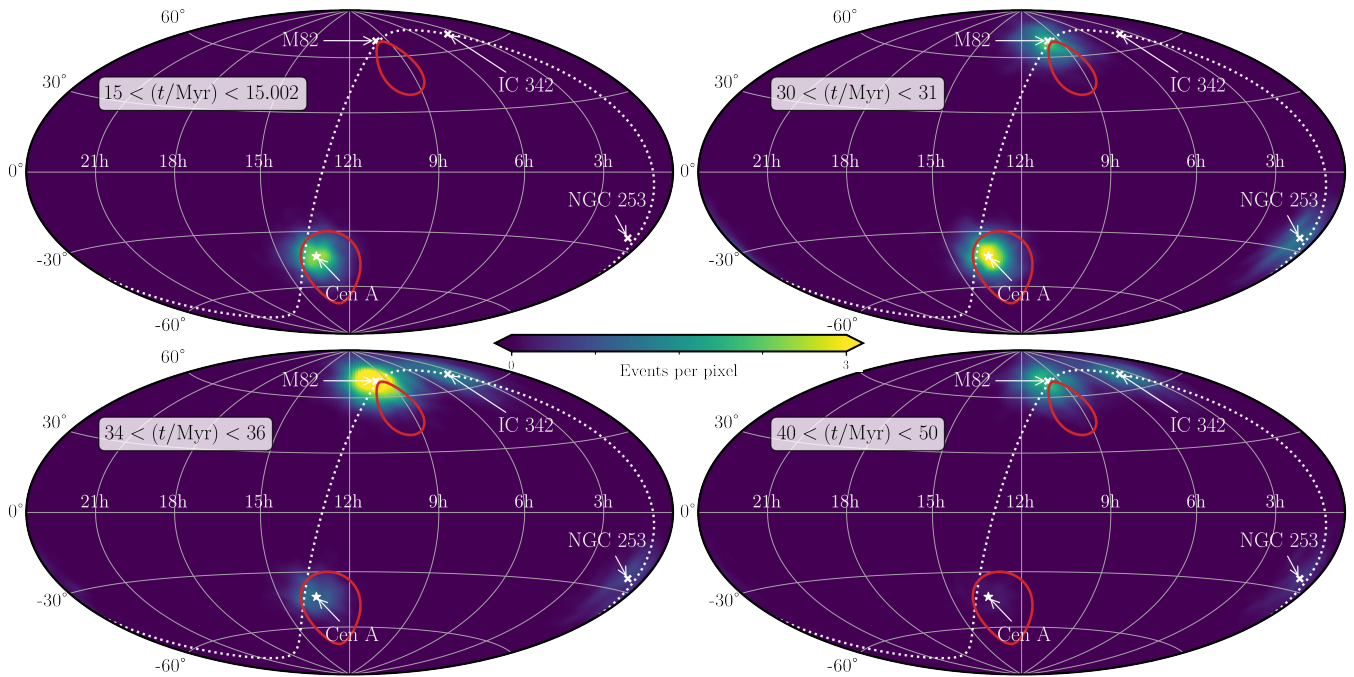 60°
M82
IC 342
30°
15 < (t/Myr) < 15.002
0°
21h 18h 15h 12h 9h 6h 3h
NGC 253
-30°
Cen A
-60°
60°
M82
IC 342
30°
30 < (t/Myr) < 31
0°
21h 18h 15h 12h 9h 6h 3h
NGC 253
-30°
Cen A
-60°
0 3
Events per pixel
60°
M82
IC 342
30°
34 < (t/Myr) < 36
0°
21h 18h 15h 12h 9h 6h 3h
NGC 253
-30°
Cen A
-60°
M82
IC 342
30°
40 < (t/Myr) < 50
0°
21h 18h 15h 12h 9h 6h 3h
NGC 253
-30°
Cen A
-60°